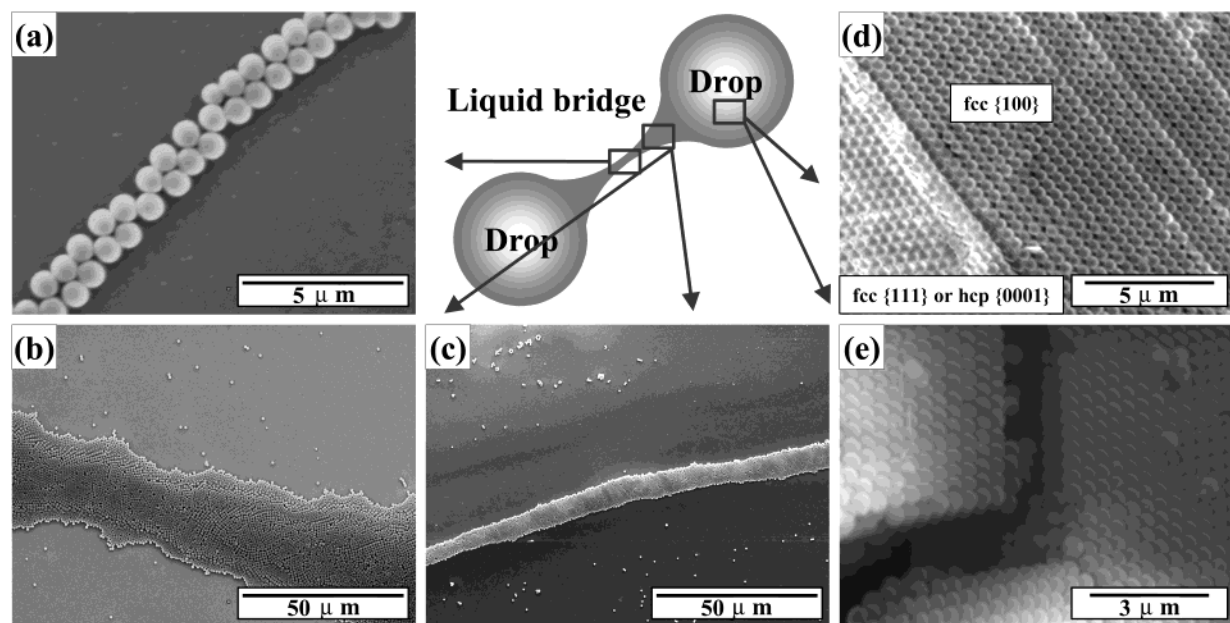 (a)
5 μ m
Liquid bridge
Drop
Drop
(d)
fcc {100}
fcc {111} or hcp {0001}
5 μ m
(b)
50 μ m
(c)
50 μ m
(e)
3 μ m